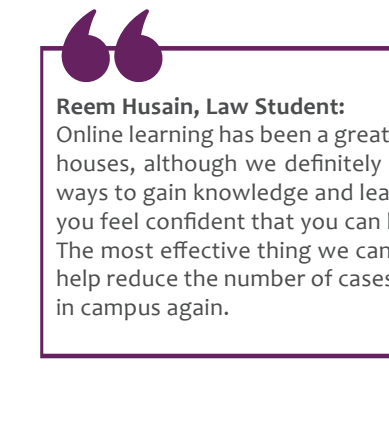 Reem Husain, Law Student:
Online learning has been a great
houses, although we definitely
ways to gain knowledge and lea
you feel confident that you can
The most effective thing we can
help reduce the number of cases
in campus again.